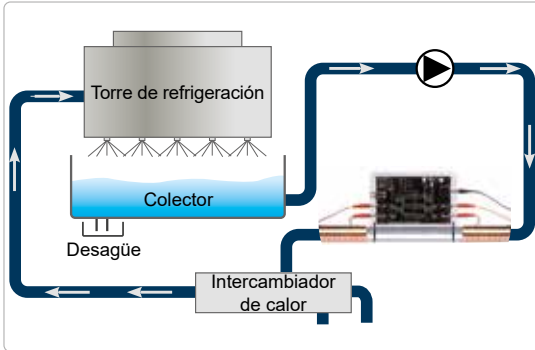 Torre de refrigeración
Colector
Desagüe
Intercambiador
de calor